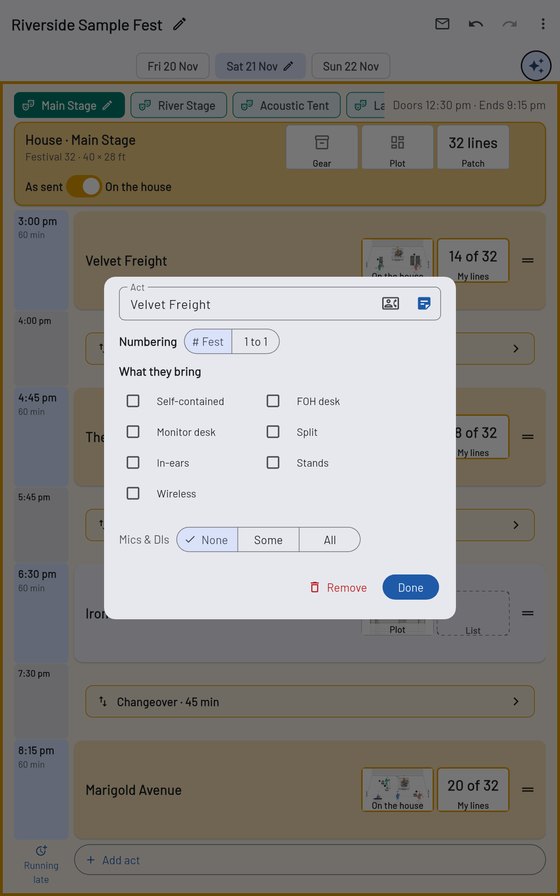 Riverside Sample Fest
Fri 20 Nov
Sat 21 Nov
Sun 22 Nov
Main Stage
River Stage
Acoustic Tent
La
Doors 12:30 pm · Ends 9:15 pm
House · Main Stage
Festival 32 · 40 × 28 ft
Gear
Plot
32 lines
Patch
As sent
On the house
3:00 pm
60 min
Velvet Freight
On the house
14 of 32
My lines
Act
Velvet Freight
4:00 pm
Numbering
# Fest
1 to 1
What they bring
4:45 pm
60 min
Self-contained
FOH desk
The
8 of 32
My lines
Monitor desk
Split
In-ears
Stands
5:45 pm
Wireless
Mics & DIs
None
Some
All
6:30 pm
60 min
Remove
Done
Iron
Plot
List
7:30 pm
Changeover · 45 min
8:15 pm
60 min
Marigold Avenue
On the house
20 of 32
My lines
Running
late
Add act